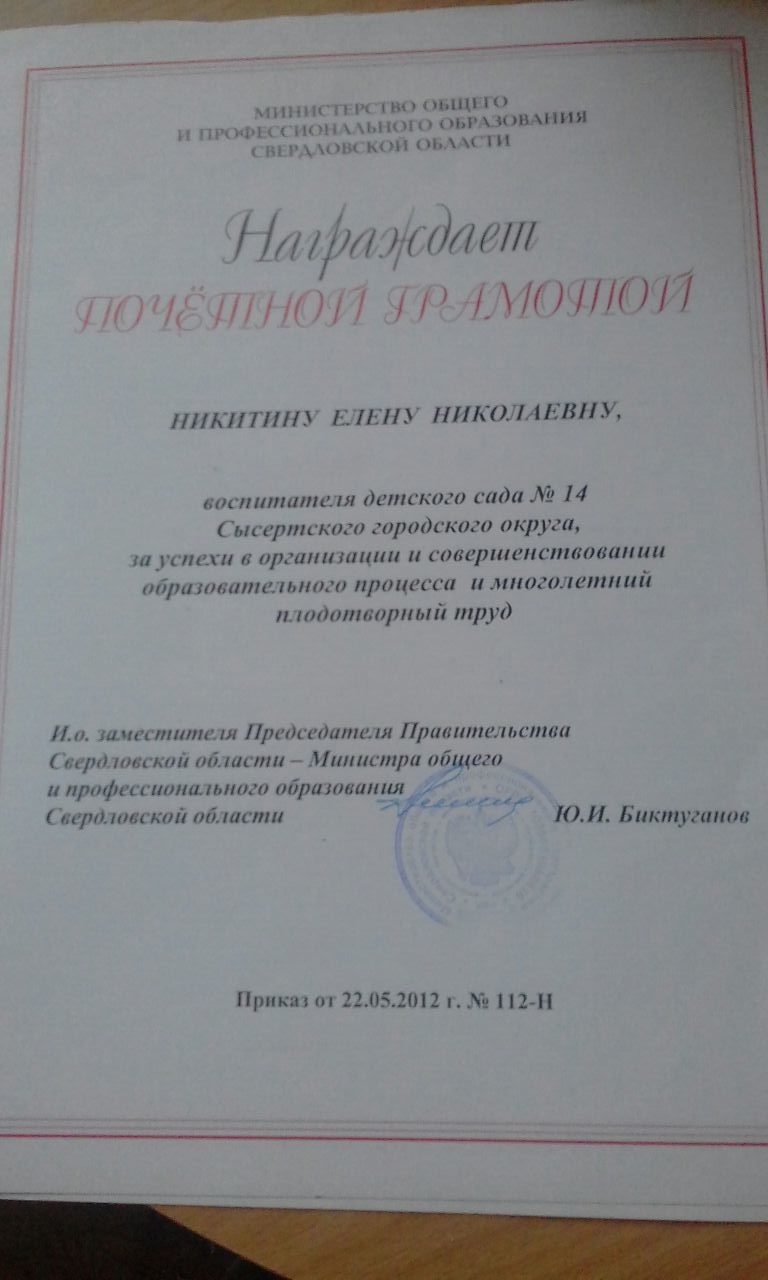 МИНИСТЕРСТВО ОБЩЕГО
И ПРОФЕССИОНАЛЬНОГО ОБРАЗОВАНИЯ
СВЕРДЛОВСКОЙ ОБЛАСТИ
Награждает
ПОЧЁТНОЙ ГРАМОТОЙ
НИКИТИНУ ЕЛЕНУ НИКОЛАЕВНУ,
воспитателя детского сада № 14
Сысертского городского округа,
за успехи в организации и совершенствовании
образовательного процесса и многолетний
плодотворный труд
И.о. заместителя Председателя Правительства
Свердловской области – Министра общего
и профессионального образования
Свердловской области Ю.И. Биктуганов
Приказ от 22.05.2012 г. № 112-Н